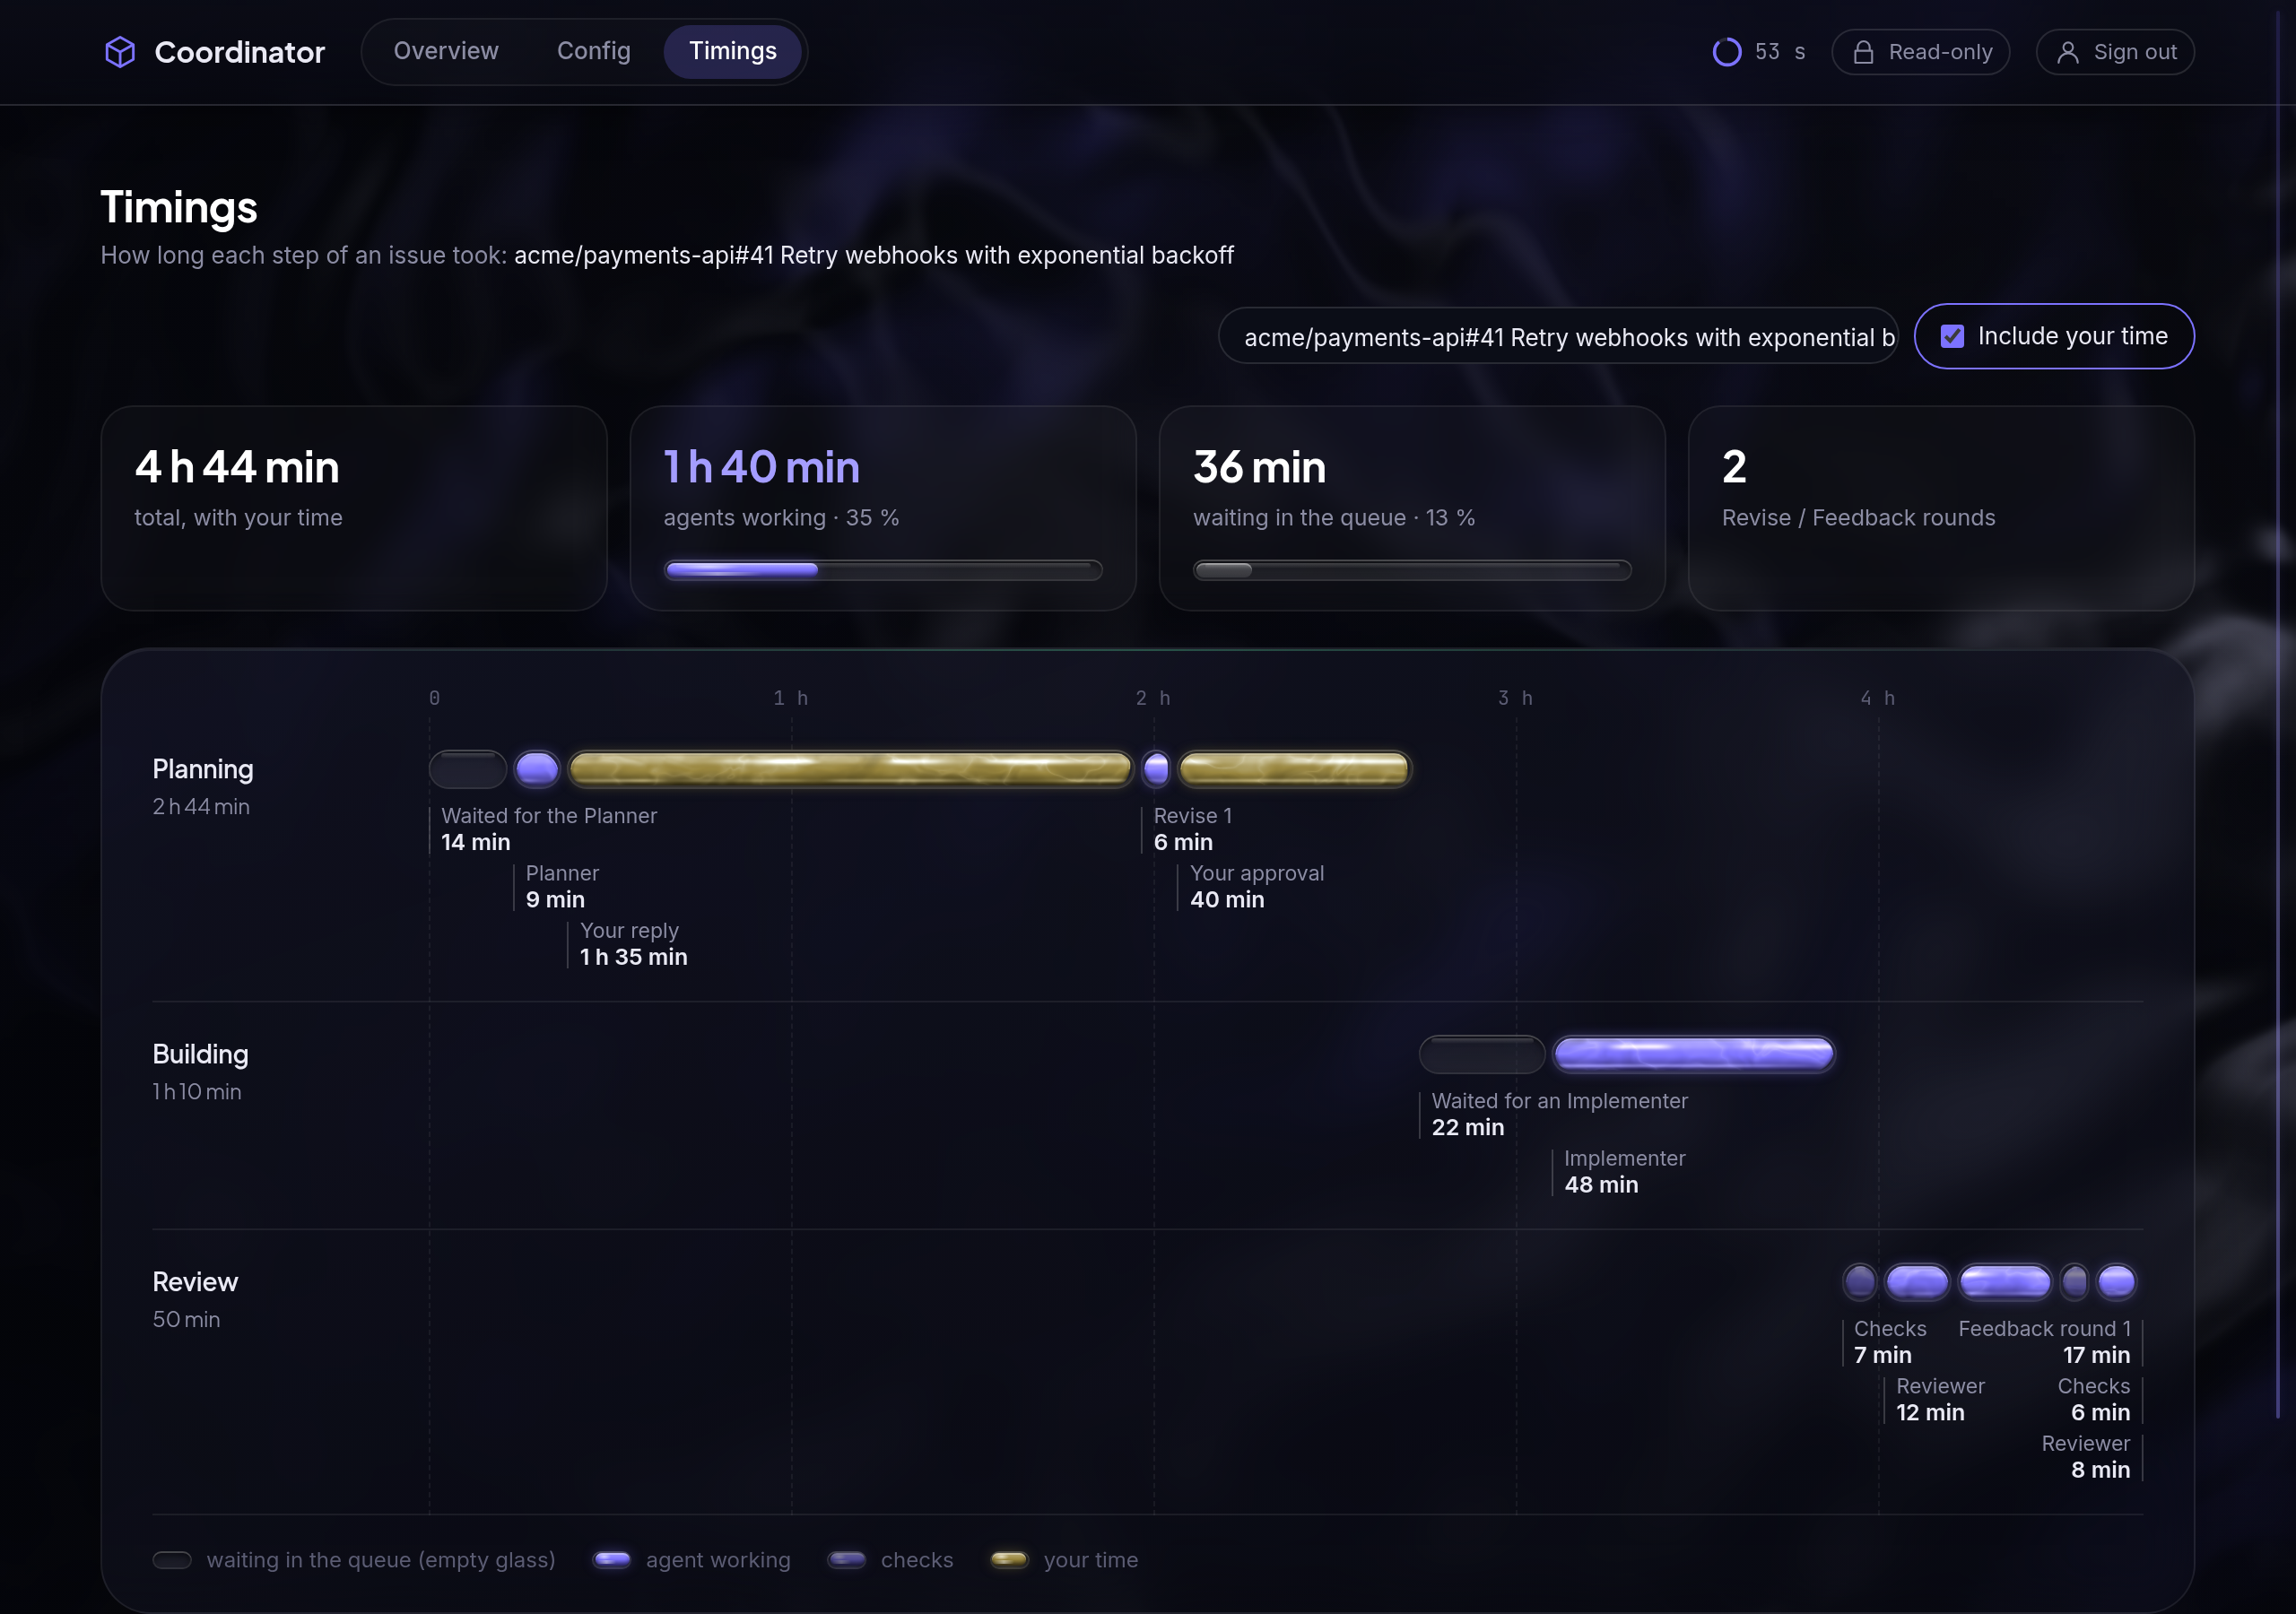 Coordinator
Overview
Config
Timings
53 s
Read-only
Sign out
Timings
How long each step of an issue took: acme/payments-api#41 Retry webhooks with exponential backoff
acme/payments-api#41 Retry webhooks with exponential b
Include your time
4 h 44 min
total, with your time
1 h 40 min
agents working · 35 %
36 min
waiting in the queue · 13 %
2
Revise / Feedback rounds
0
1 h
2 h
3 h
4 h
Planning
2 h 44 min
Waited for the Planner
14 min
Planner
9 min
Your reply
1 h 35 min
Revise 1
6 min
Your approval
40 min
Building
1 h 10 min
Waited for an Implementer
22 min
Implementer
48 min
Review
50 min
Checks
7 min
Reviewer
12 min
Feedback round 1
17 min
Checks
6 min
Reviewer
8 min
waiting in the queue (empty glass)
agent working
checks
your time